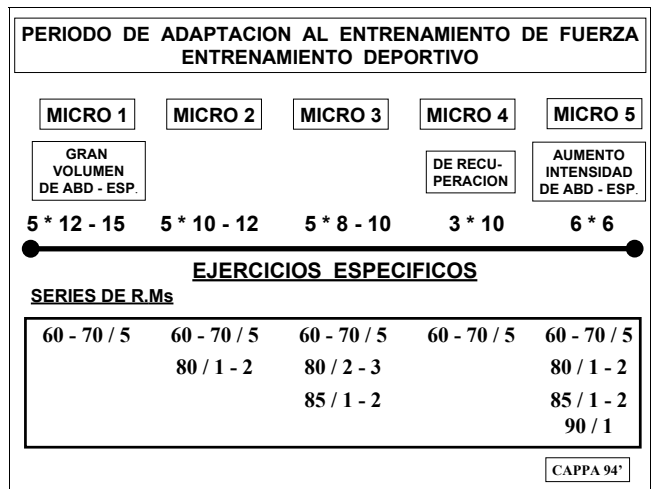 PERIODO DE ADAPTACION AL ENTRENAMIENTO DE FUERZA
ENTRENAMIENTO DEPORTIVO
MICRO 1 MICRO 2 MICRO 3 MICRO 4 MICRO 5
GRAN
VOLUMEN
DE ABD - ESP.
DE RECU-
PERACION
AUMENTO
INTENSIDAD
DE ABD - ESP.
5 * 12 - 15 5 * 10 - 12 5 * 8 - 10 3 * 10 6 * 6
EJERCICIOS ESPECIFICOS
SERIES DE R.Ms
60 - 70 / 5 60 - 70 / 5 60 - 70 / 5 60 - 70 / 5 60 - 70 / 5
80 / 1 - 2 80 / 2 - 3 80 / 1 - 2
85 / 1 - 2 85 / 1 - 2
90 / 1
CAPPA 94’